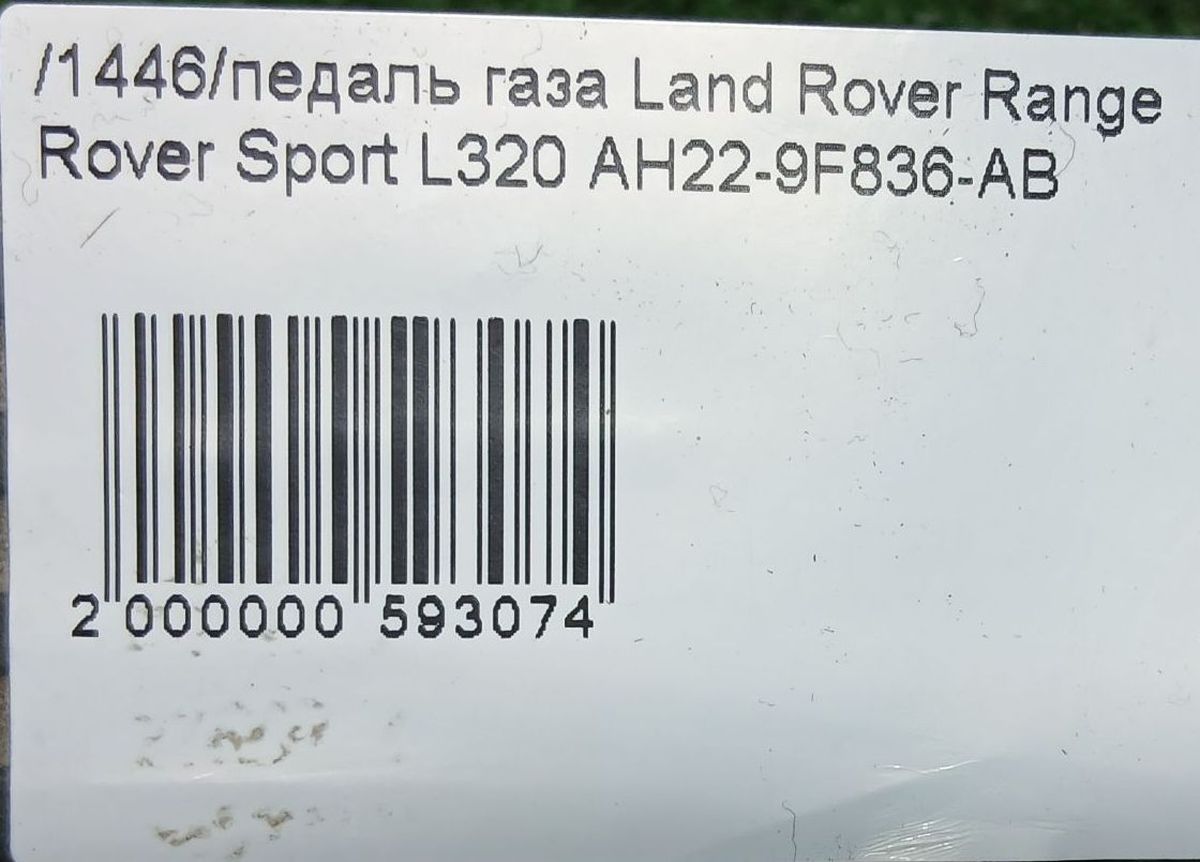 /1446/педаль газа Land Rover Range
Rover Sport L320 AH22-9F836-AB
2 000000 593074